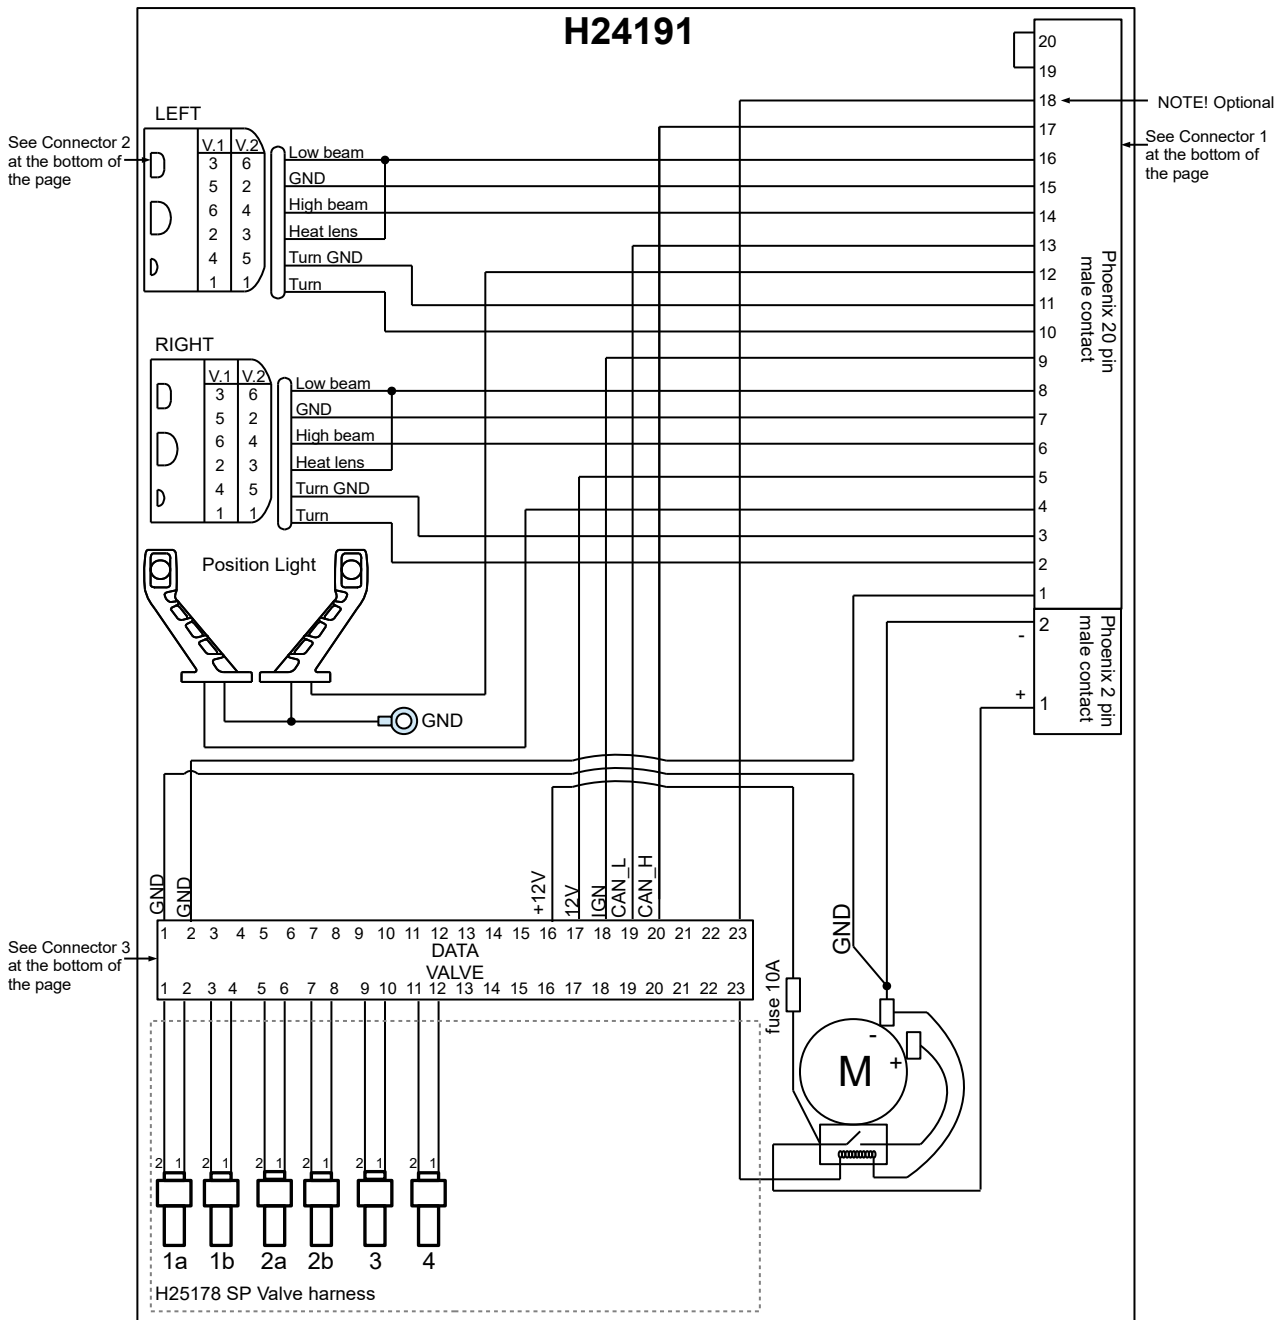 H24191
20
19
18
NOTE! Optional
17
See Connector 1
at the bottom of
the page
16
15
14
13
12
11
10
9
8
7
6
5
4
3
2
1
Phoenix 20 pin
male contact
2
-
+
1
Phoenix 2 pin
male contact
LEFT
See Connector 2
at the bottom of
the page
V.1 V.2
3 6
5 2
6 4
2 3
4 5
1 1
Low beam
GND
High beam
Heat lens
Turn GND
Turn
RIGHT
V.1 V.2
3 6
5 2
6 4
2 3
4 5
1 1
Low beam
GND
High beam
Heat lens
Turn GND
Turn
Position Light
GND
GND
GND
+12V
12V
IGN
CAN_L
CAN_H
See Connector 3
at the bottom of
the page
1 2 3 4 5 6 7 8 9 10 11 12 13 14 15 16 17 18 19 20 21 22 23
DATA
VALVE
1 2 3 4 5 6 7 8 9 10 11 12 13 14 15 16 17 18 19 20 21 22 23
GND
fuse 10A
-
+
M
2 1 2 1 2 1 2 1 2 1 2 1
1a 1b 2a 2b 3 4
H25178 SP Valve harness